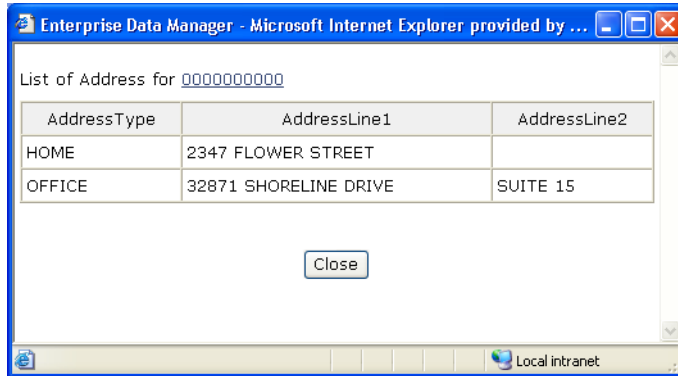 Enterprise Data Manager - Microsoft Internet Explorer provided by ...
List of Address for 0000000000
AddressType AddressLine1 AddressLine2
HOME 2347 FLOWER STREET
OFFICE 32871 SHORELINE DRIVE SUITE 15
Close
Local intranet